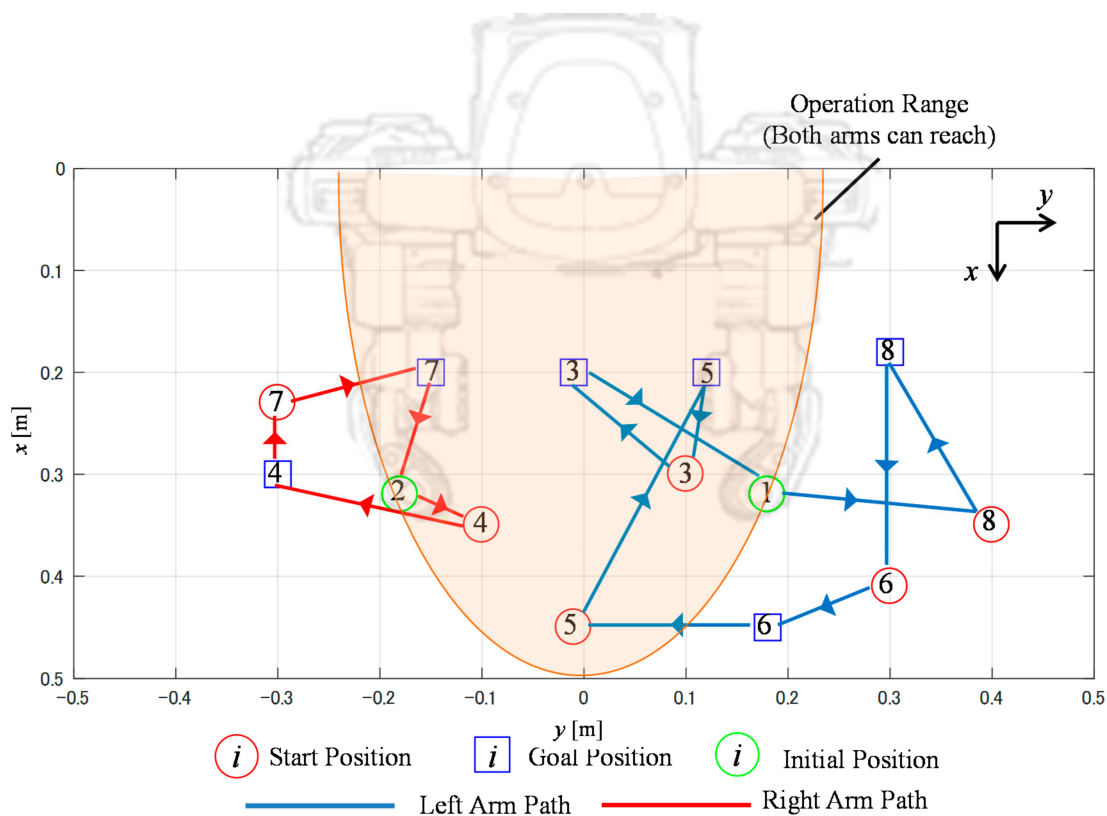 Operation Range
(Both arms can reach)
0
y
0.1
x
8
0.2
7
3
5
7
x [m]
0.3
4
3
2
1
4
8
0.4
6
5
6
0.5
−0.5
−0.4
−0.3
−0.2
−0.1
0
0.1
0.2
0.3
0.4
0.5
y [m]
i Start Position
i Goal Position
i Initial Position
Left Arm Path
Right Arm Path